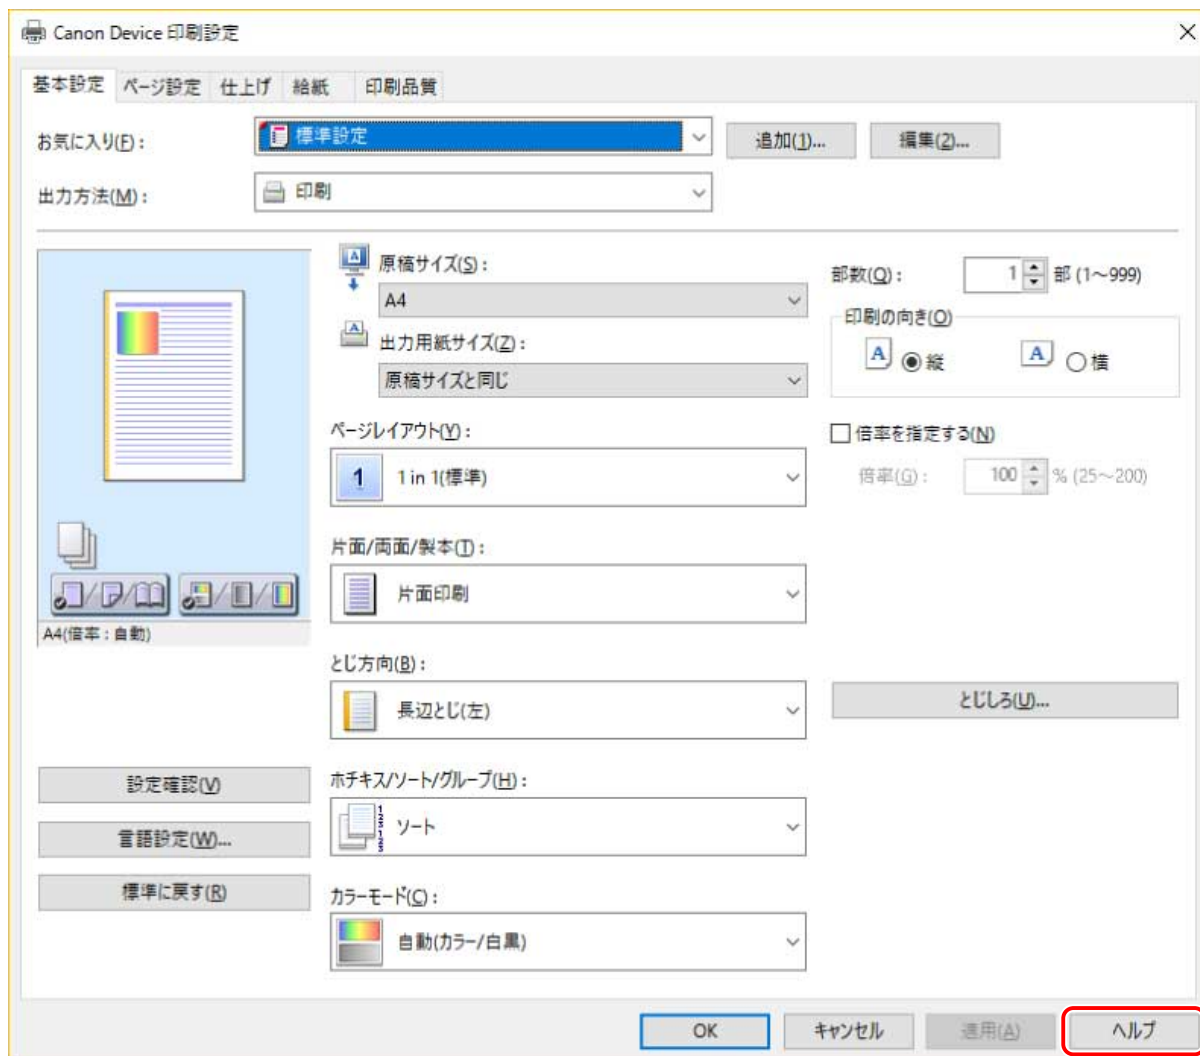 Canon Device 印刷設定
基本設定 ページ設定 仕上げ 給紙 印刷品質
お気に入り(F): 標準設定 追加(1)... 編集(2)...
出力方法(M): 印刷
原稿サイズ(S):
A4
出力用紙サイズ(Z):
原稿サイズと同じ
部数(Q): 1 部 (1～999)
印刷の向き(O)
A 縦 A 横
ページレイアウト(Y):
1 1 in 1(標準)
倍率を指定する(N)
倍率(G): 100 % (25～200)
片面/両面/製本(T):
片面印刷
A4(倍率:自動)
とじ方向(B):
長辺とじ(左)
とじしろ(U)...
ホチキス/ソート/グループ(H):
ソート
カラーモード(C):
自動(カラー/白黒)
設定確認(V)
言語設定(W)...
標準に戻す(R)
OK キャンセル 適用(A) ヘルプ